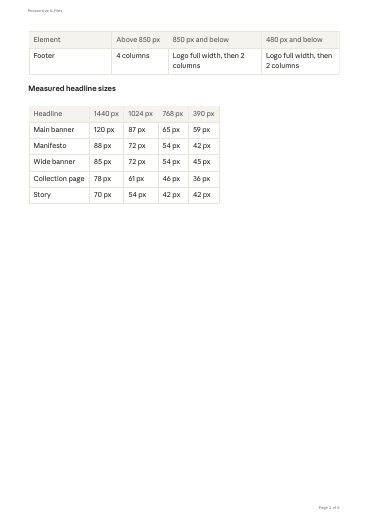 Responsive & Files
Element Above 850 px 850 px and below 480 px and below
Footer 4 columns Logo full width, then 2 columns Logo full width, then 2 columns
Measured headline sizes
Headline 1440 px 1024 px 768 px 390 px
Main banner 120 px 87 px 65 px 59 px
Manifesto 88 px 72 px 54 px 42 px
Wide banner 85 px 72 px 54 px 45 px
Collection page 78 px 61 px 46 px 36 px
Story 70 px 54 px 42 px 42 px